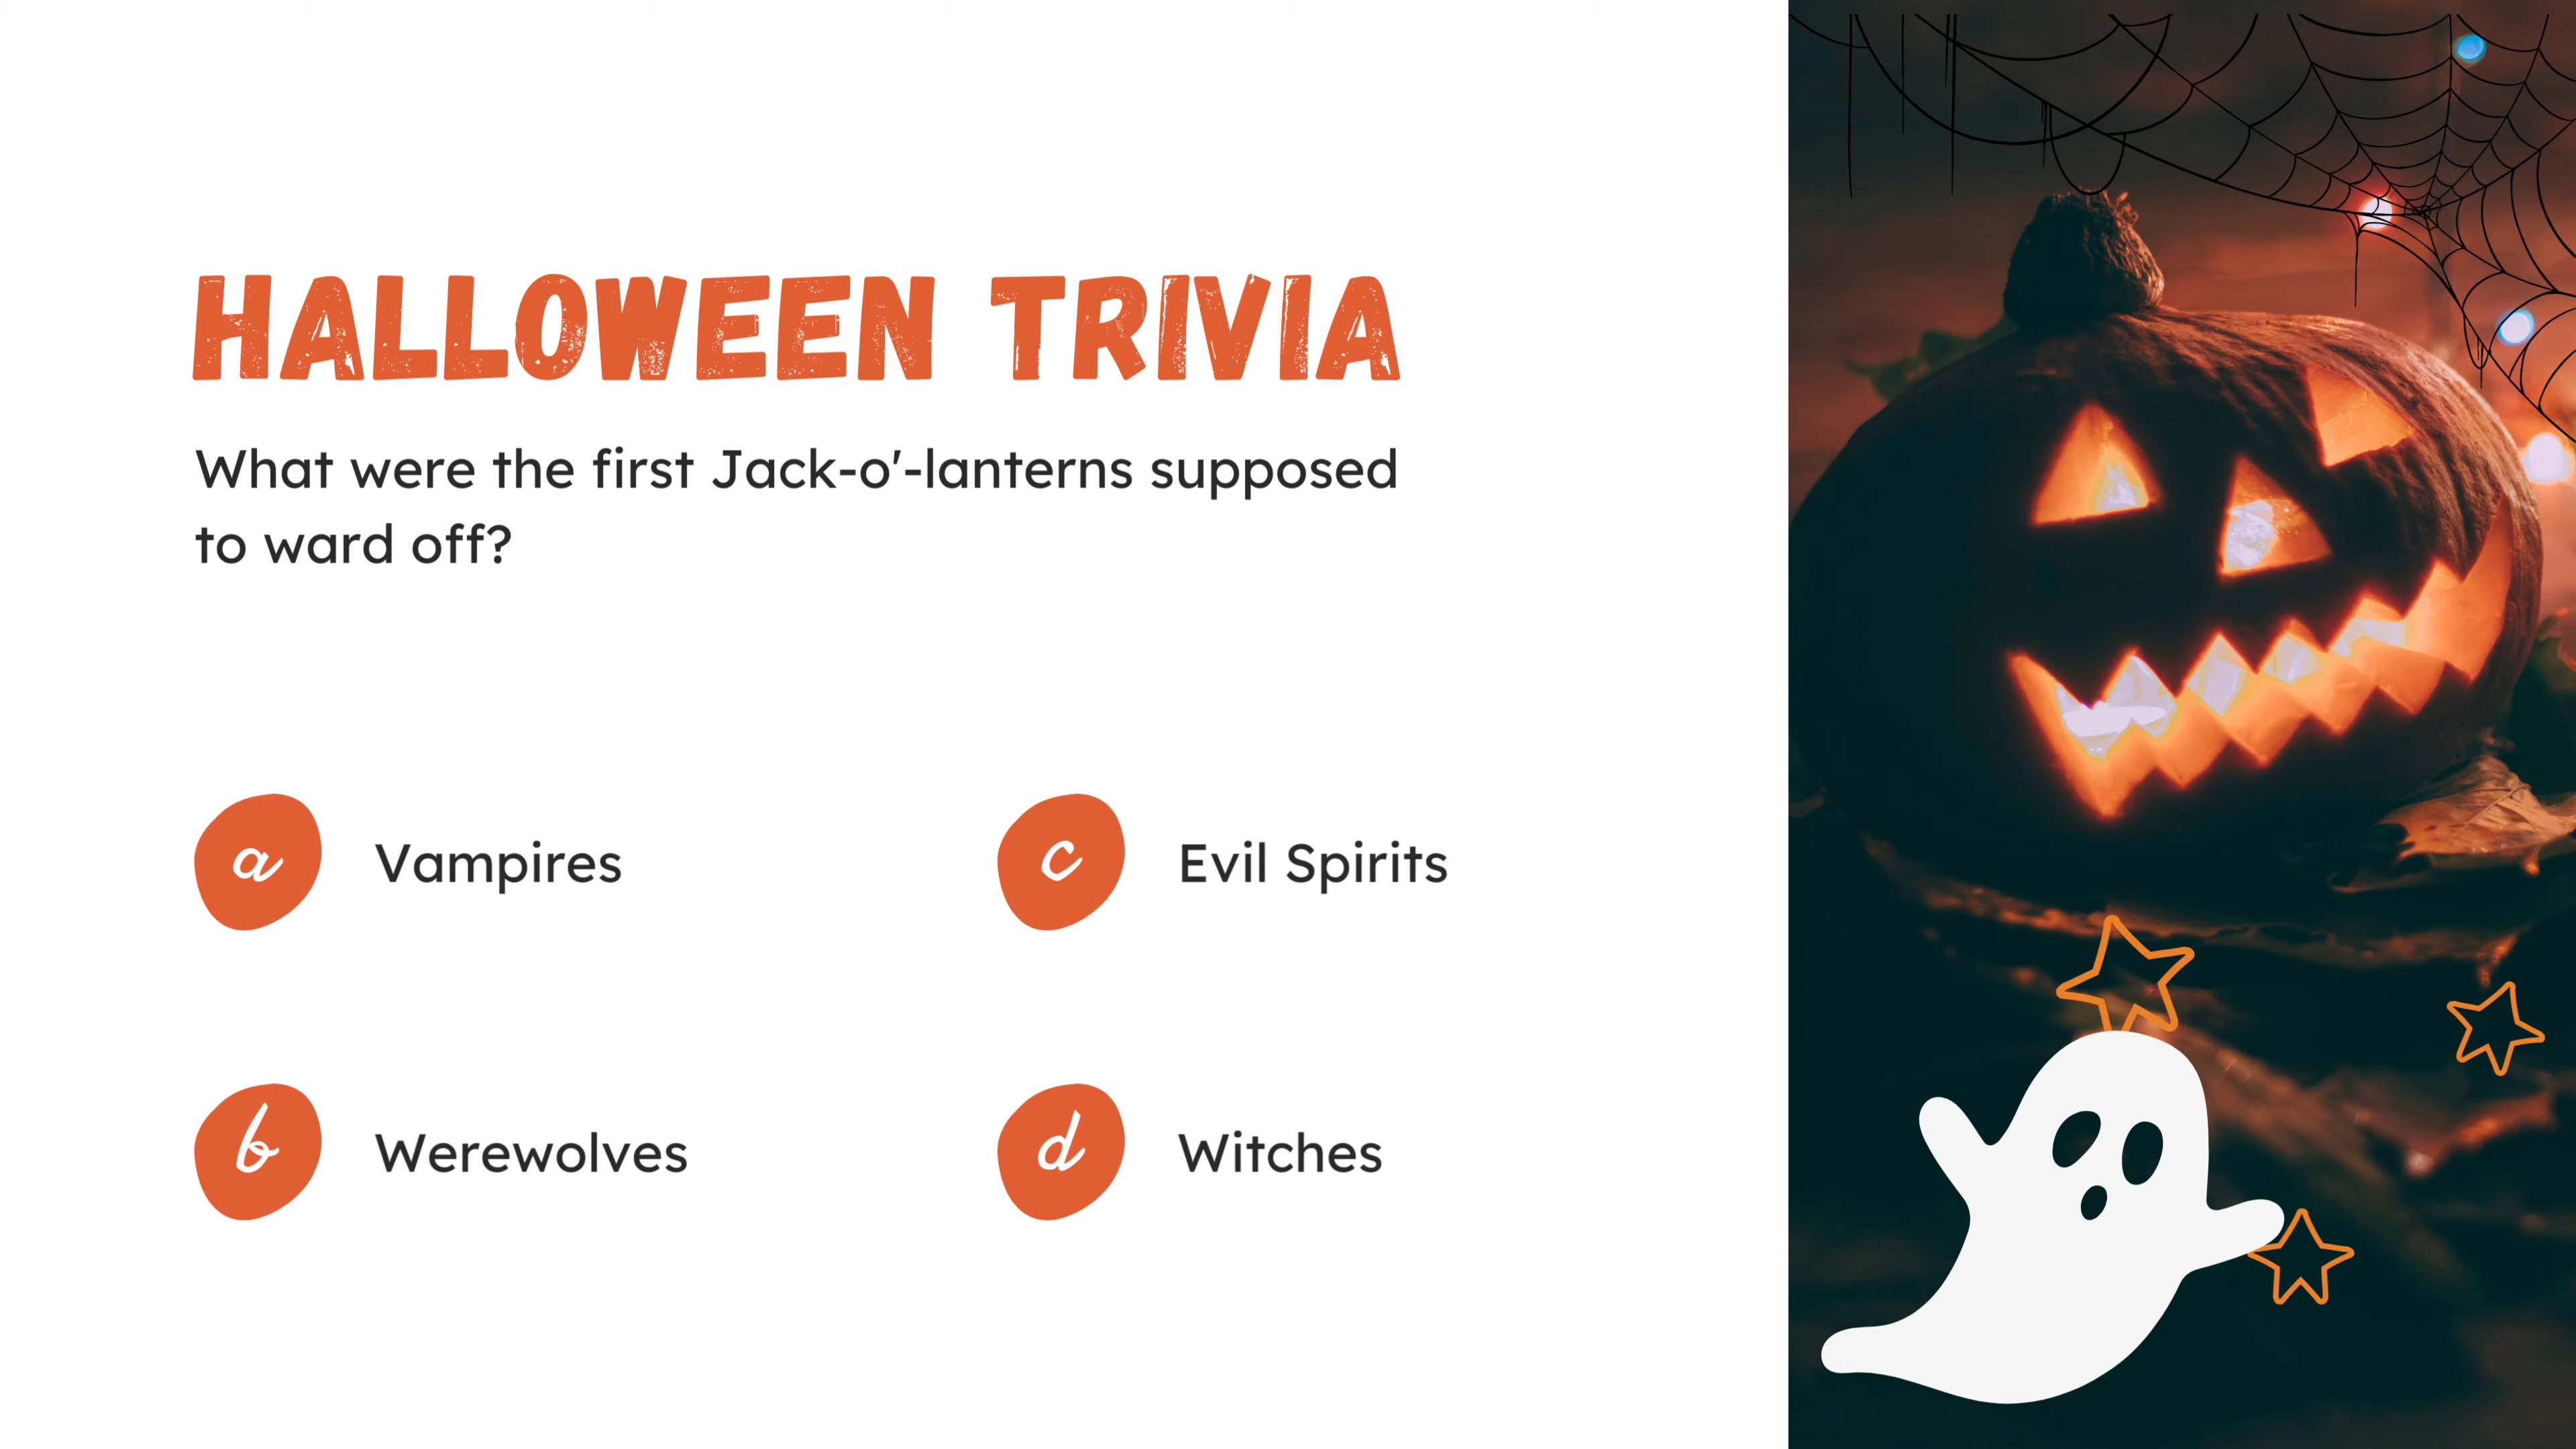 HALLOWEEN TRIVIA
What were the first Jack-o'-lanterns supposed
to ward off?
a Vampires
c Evil Spirits
b Werewolves
d Witches